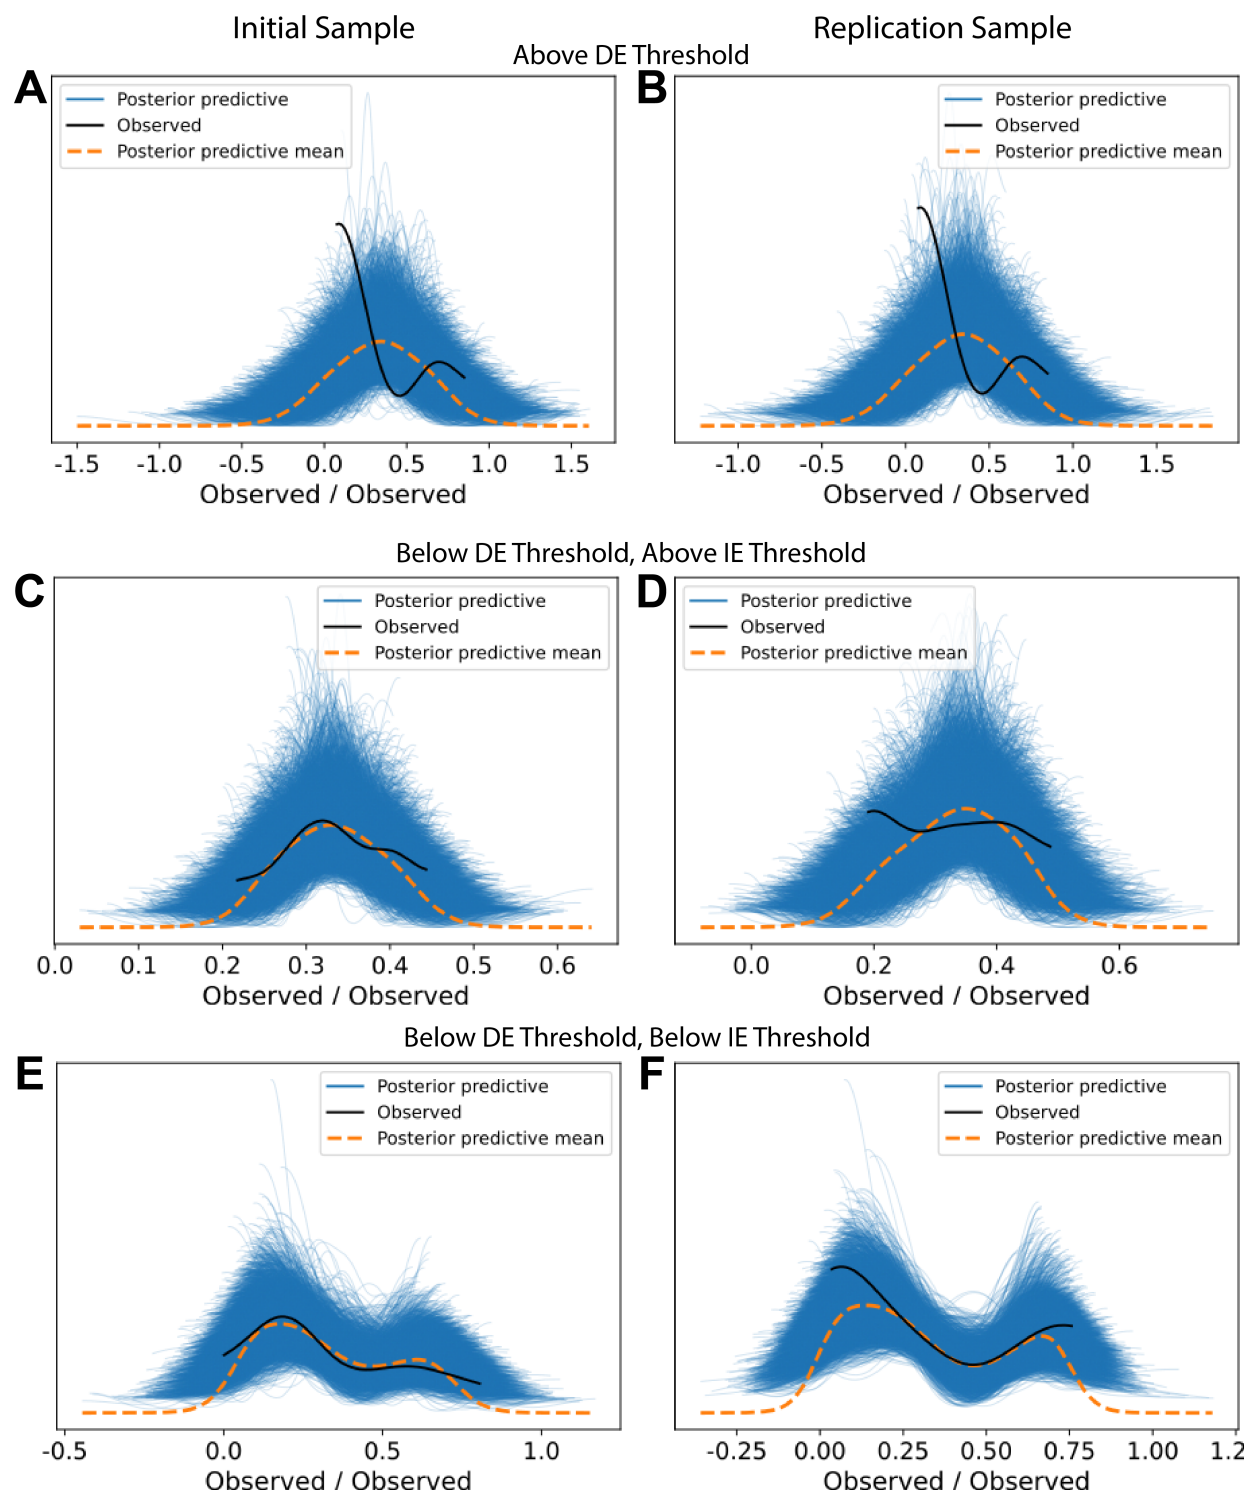 Initial Sample
Replication Sample
Above DE Threshold
A
Posterior predictive
Observed
Posterior predictive mean
-1.5 -1.0 -0.5 0.0 0.5 1.0 1.5
Observed / Observed
B
Posterior predictive
Observed
Posterior predictive mean
-1.0 -0.5 0.0 0.5 1.0 1.5
Observed / Observed
Below DE Threshold, Above IE Threshold
C
Posterior predictive
Observed
Posterior predictive mean
0.0 0.1 0.2 0.3 0.4 0.5 0.6
Observed / Observed
D
Posterior predictive
Observed
Posterior predictive mean
0.0 0.2 0.4 0.6
Observed / Observed
Below DE Threshold, Below IE Threshold
E
Posterior predictive
Observed
Posterior predictive mean
-0.5 0.0 0.5 1.0
Observed / Observed
F
Posterior predictive
Observed
Posterior predictive mean
-0.25 0.00 0.25 0.50 0.75 1.00 1.2
Observed / Observed